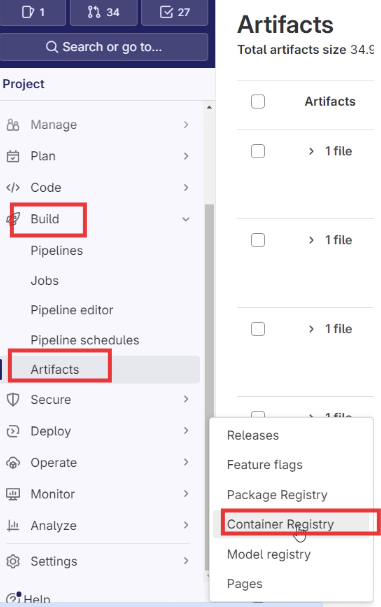 1 34 27
Search or go to...
Project
Manage
Plan
Code
Build
Pipelines
Jobs
Pipeline editor
Pipeline schedules
Artifacts
Secure
Deploy
Operate
Monitor
Analyze
Settings
Help
Artifacts
Total artifacts size 34.9
Artifacts
1 file
1 file
1 file
1 file
Releases
Feature flags
Package Registry
Container Registry
Model registry
Pages